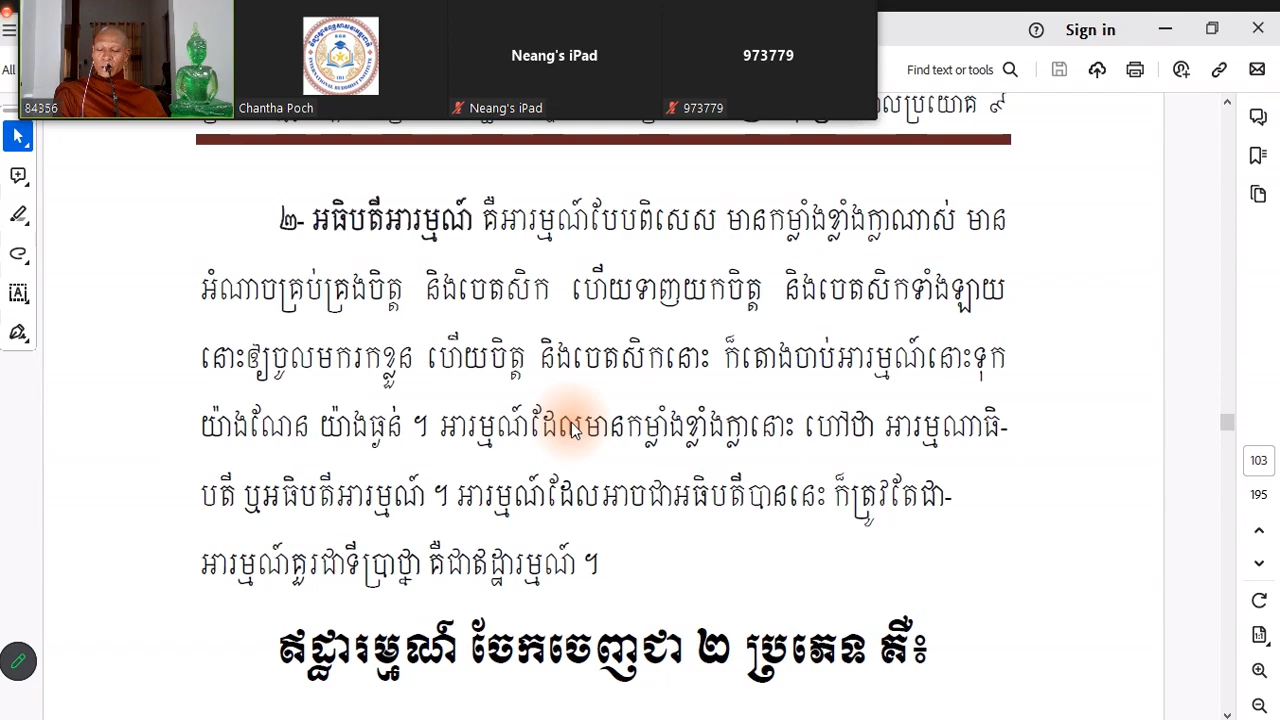 Sign in
All
Find text or tools
Neang's iPad
973779
84356
Chantha Poch
Neang's iPad
973779
INTERNATIONAL BUDDHIST INSTITUTE
ប្រយោគ ៩
២- អធិបតីអារម្មណ៍ គឺអារម្មណ៍បែបពិសេស មានកម្លាំងខ្លាំងក្លាណាស់ មាន
អំណាចគ្រប់គ្រងចិត្ត និងចេតសិក ហើយទាញយកចិត្ត និងចេតសិកទាំងឡាយ
នោះឲ្យចូលមករកខ្លួន ហើយចិត្ត និងចេតសិកនោះ ក៏តោងចាប់អារម្មណ៍នោះទុក
យ៉ាងណែន យ៉ាងធ្ងន់ ។ អារម្មណ៍ដែលមានកម្លាំងខ្លាំងក្លានោះ ហៅថា អារម្មណាធិ-
បតី ឬអធិបតីអារម្មណ៍ ។ អារម្មណ៍ដែលអាចជាអធិបតីបាននេះ ក៏ត្រូវតែជា-
អារម្មណ៍គួរជាទីប្រាថ្នា គឺជាឥដ្ឋារម្មណ៍ ។
ឥដ្ឋារម្មណ៍ ចែកចេញជា ២ ប្រភេទ គឺ៖
103
195